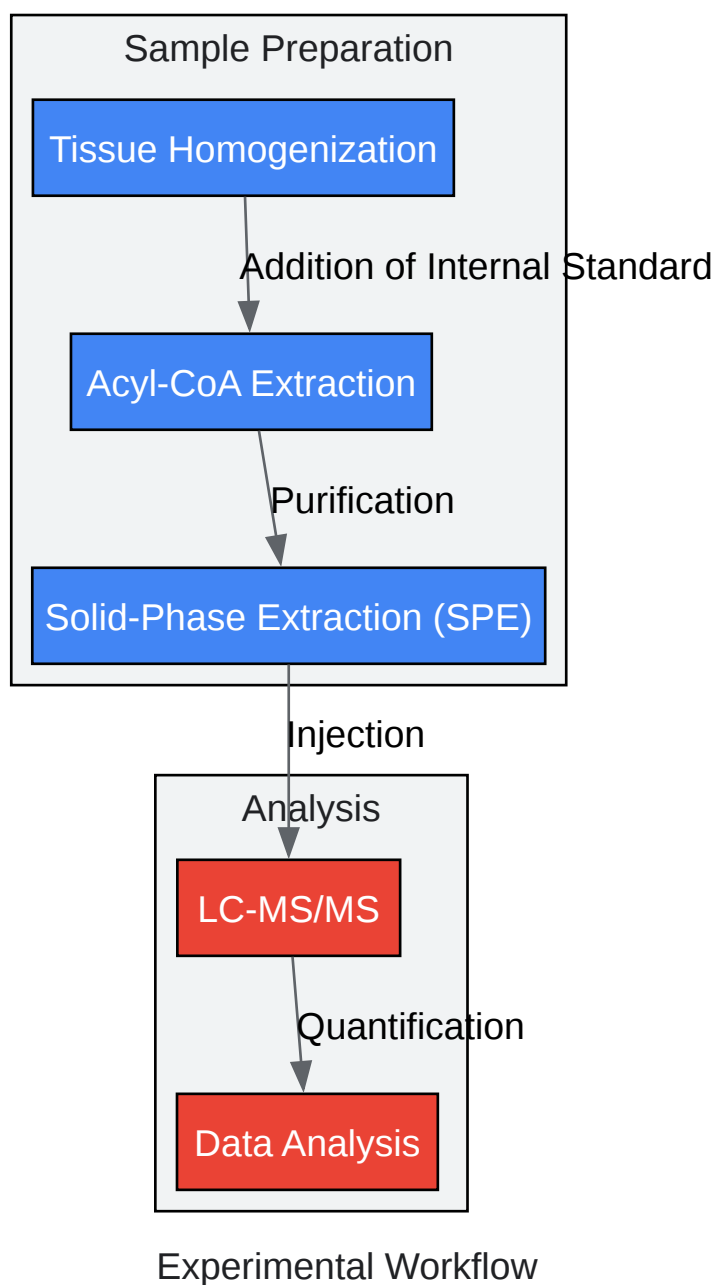 Sample Preparation
Tissue Homogenization
Addition of Internal Standard
Acyl-CoA Extraction
Purification
Solid-Phase Extraction (SPE)
Injection
Analysis
LC-MS/MS
Quantification
Data Analysis
Experimental Workflow